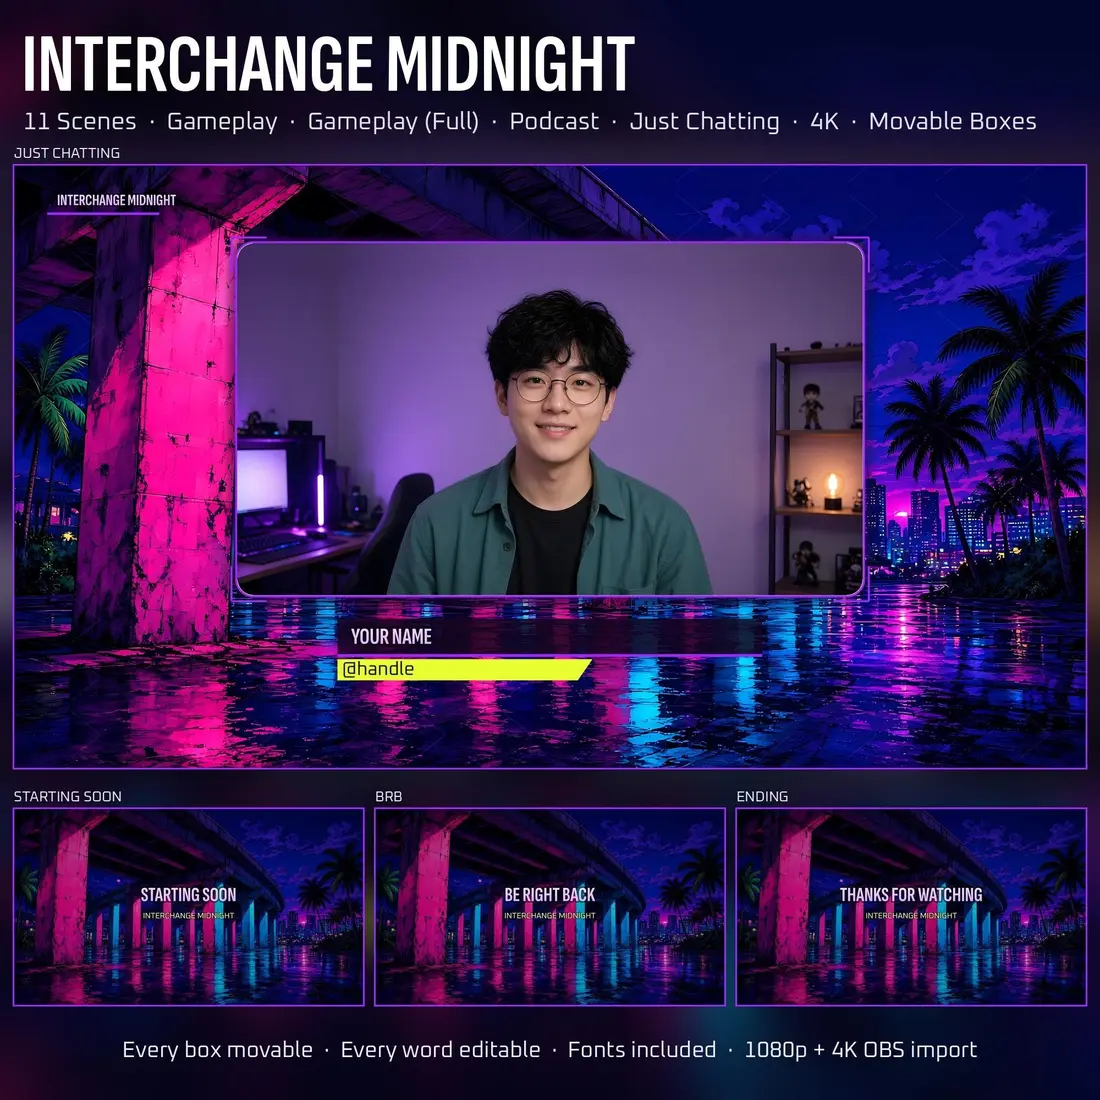 INTERCHANGE MIDNIGHT
11 Scenes · Gameplay · Gameplay (Full) · Podcast · Just Chatting · 4K · Movable Boxes
JUST CHATTING
INTERCHANGE MIDNIGHT
YOUR NAME
@handle
STARTING SOON
BRB
ENDING
STARTING SOON
INTERCHANGE MIDNIGHT
BE RIGHT BACK
INTERCHANGE MIDNIGHT
THANKS FOR WATCHING
INTERCHANGE MIDNIGHT
Every box movable · Every word editable · Fonts included · 1080p + 4K OBS import